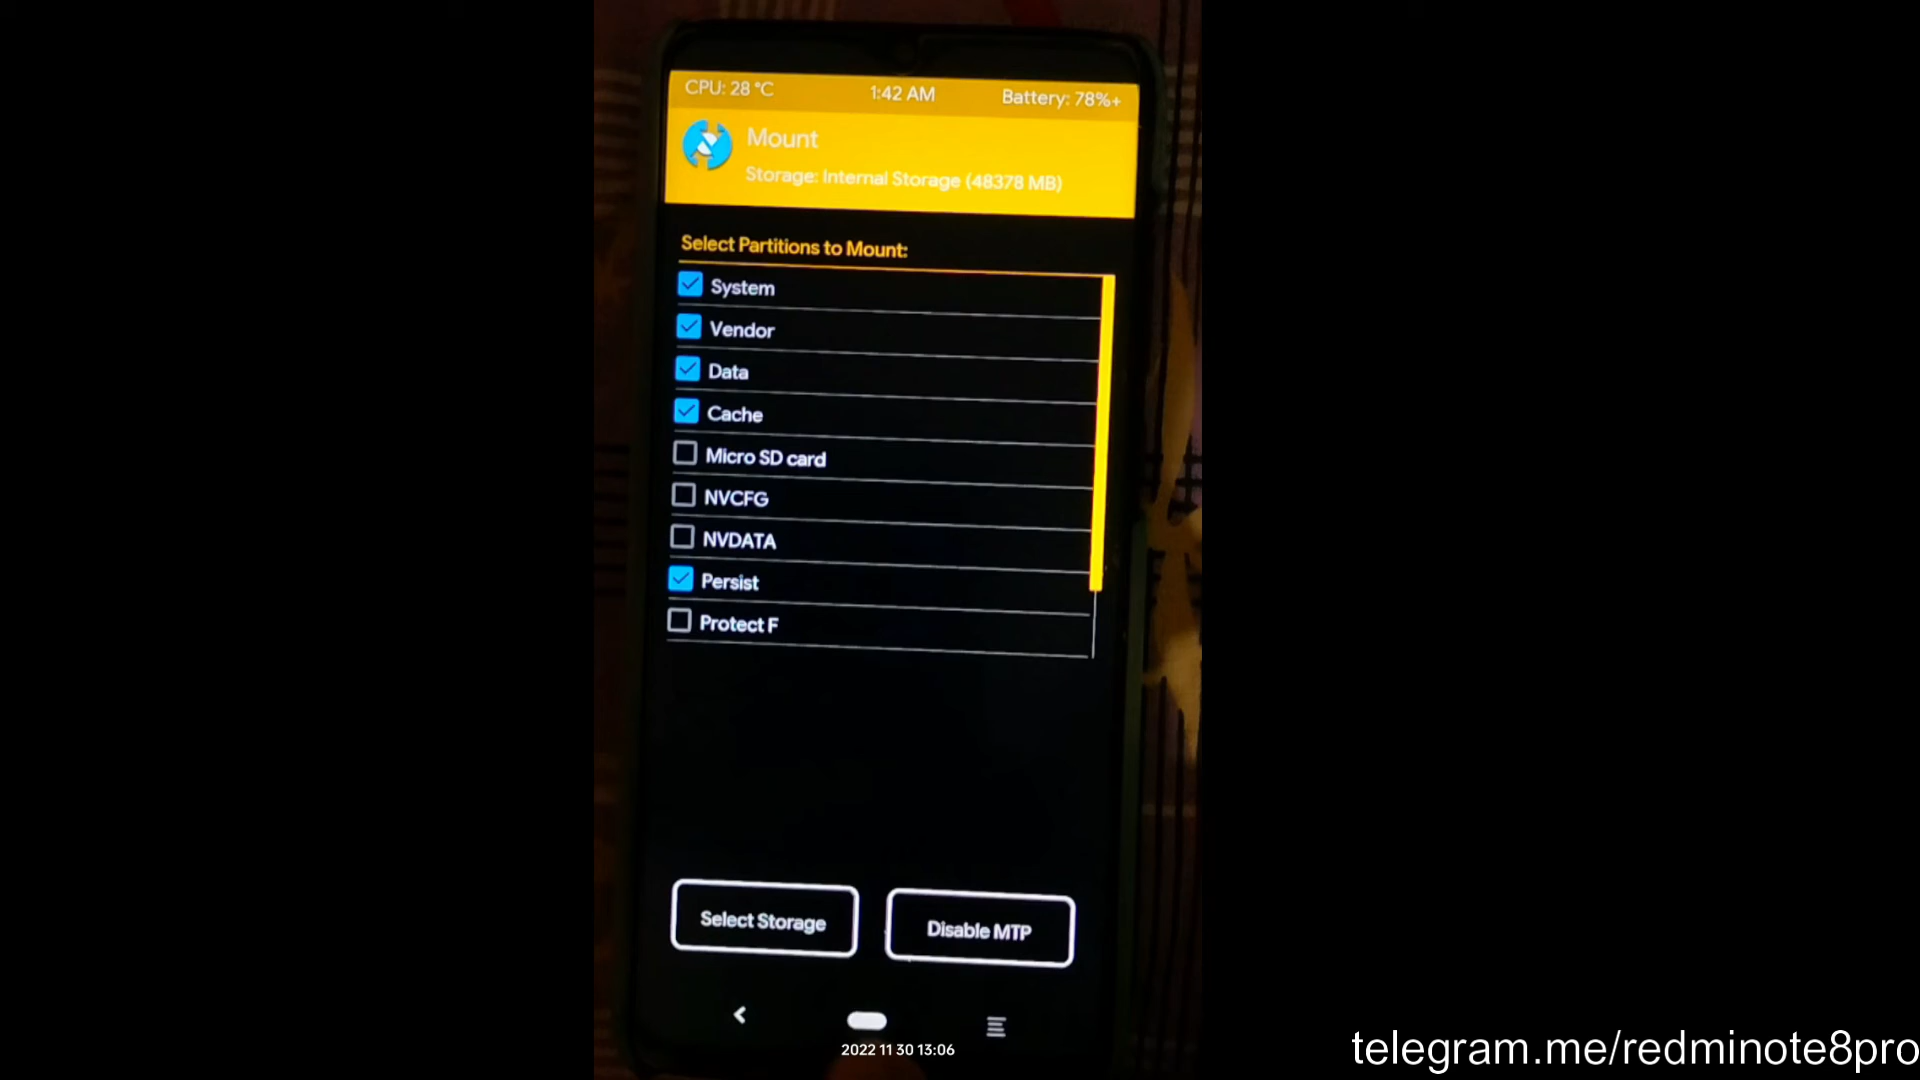 CPU: 28 °C
1:42 AM
Battery: 78%+
Mount
Storage: Internal Storage (48378 MB)
Select Partitions to Mount:
System
Vendor
Data
Cache
Micro SD card
NVCFG
NVDATA
Persist
Protect F
Select Storage
Disable MTP
2022 11 30 13:06
telegram.me/redminote8pro